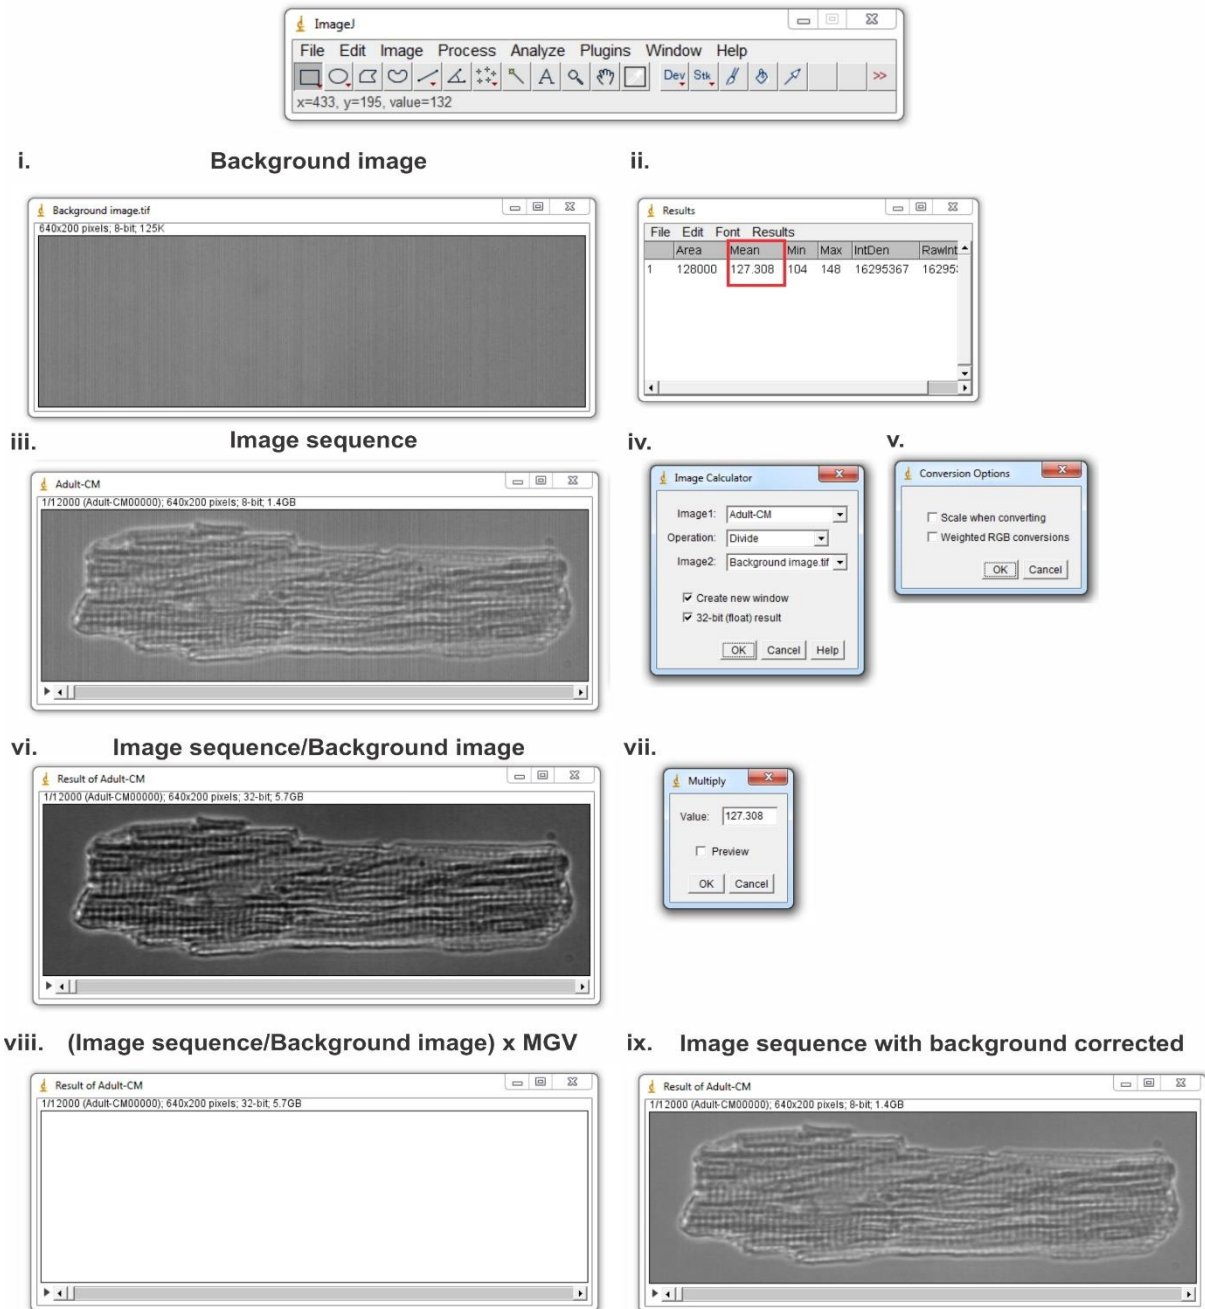 ImageJ
File Edit Image Process Analyze Plugins Window Help
A Dev Stk >>
x=433, y=195, value=132
i. Background image
Background image.tif
640x200 pixels; 8-bit; 125K
ii.
Results
File Edit Font Results
Area Mean Min Max IntDen RawInt
1 128000 127.308 104 148 16295367 16295
iii. Image sequence
Adult-CM
1/12000 (Adult-CM00000); 640x200 pixels; 8-bit; 1.4GB
iv.
Image Calculator
Image1: Adult-CM
Operation: Divide
Image2: Background image.tif
Create new window
32-bit (float) result
OK Cancel Help
v.
Conversion Options
Scale when converting
Weighted RGB conversions
OK Cancel
vi. Image sequence/Background image
Result of Adult-CM
1/12000 (Adult-CM00000); 640x200 pixels; 32-bit; 5.7GB
vii.
Multiply
Value: 127.308
Preview
OK Cancel
viii. (Image sequence/Background image) x MGV
Result of Adult-CM
1/12000 (Adult-CM00000); 640x200 pixels; 32-bit; 5.7GB
ix. Image sequence with background corrected
Result of Adult-CM
1/12000 (Adult-CM00000); 640x200 pixels; 8-bit; 1.4GB